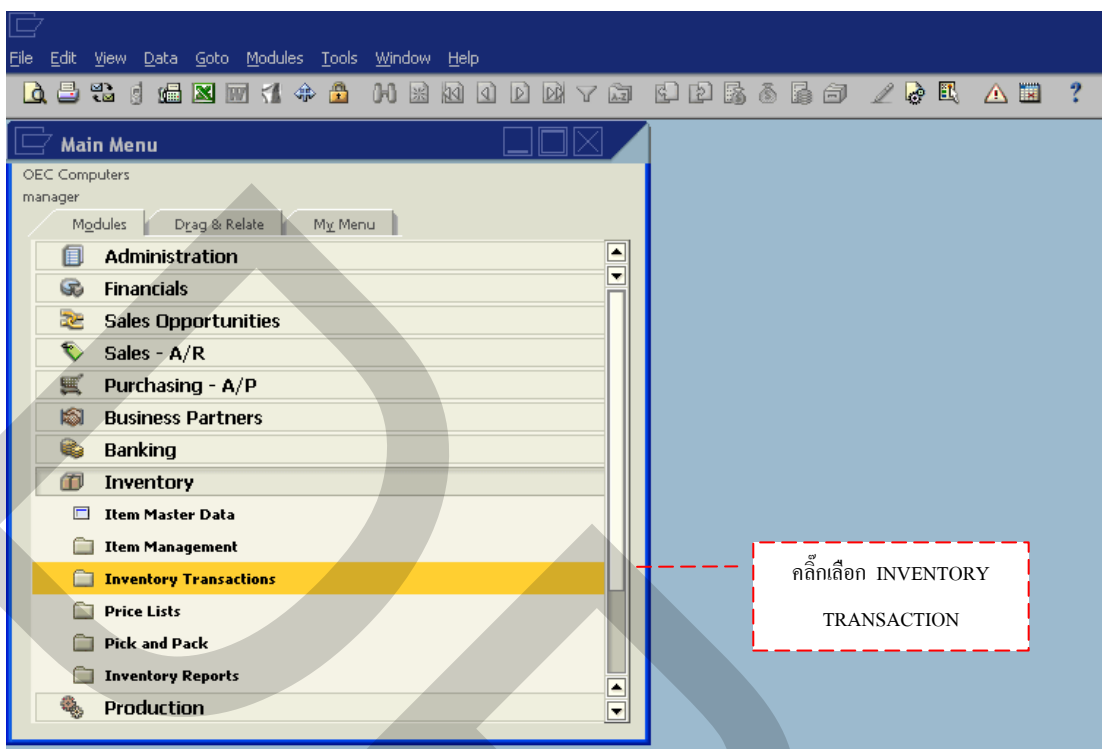 File Edit View Data Goto Modules Tools Window Help
Main Menu
OEC Computers
manager
Modules Drag & Relate My Menu
Administration
Financials
Sales Opportunities
Sales - A/R
Purchasing - A/P
Business Partners
Banking
Inventory
Item Master Data
Item Management
Inventory Transactions
Price Lists
Pick and Pack
Inventory Reports
Production
คลิ๊กเลือก INVENTORY
TRANSACTION